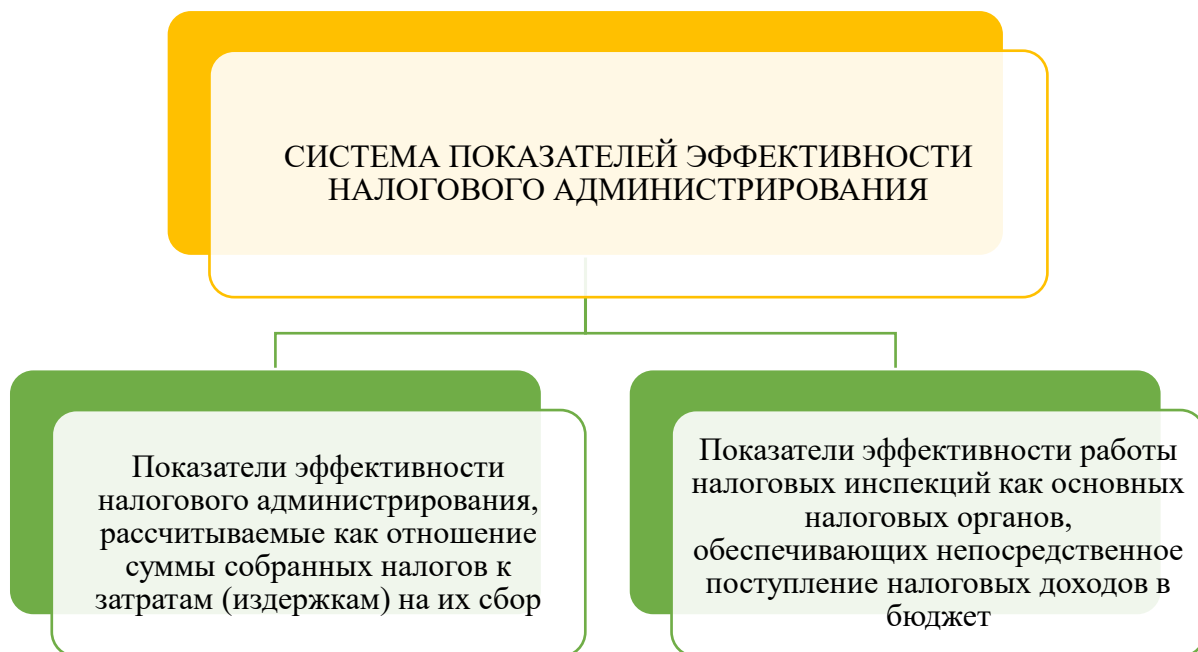 СИСТЕМА ПОКАЗАТЕЛЕЙ ЭФФЕКТИВНОСТИ
НАЛОГОВОГО АДМИНИСТРИРОВАНИЯ
Показатели эффективности
налогового администрирования,
рассчитываемые как отношение
суммы собранных налогов к
затратам (издержкам) на их сбор
Показатели эффективности работы
налоговых инспекций как основных
налоговых органов,
обеспечивающих непосредственное
поступление налоговых доходов в
бюджет